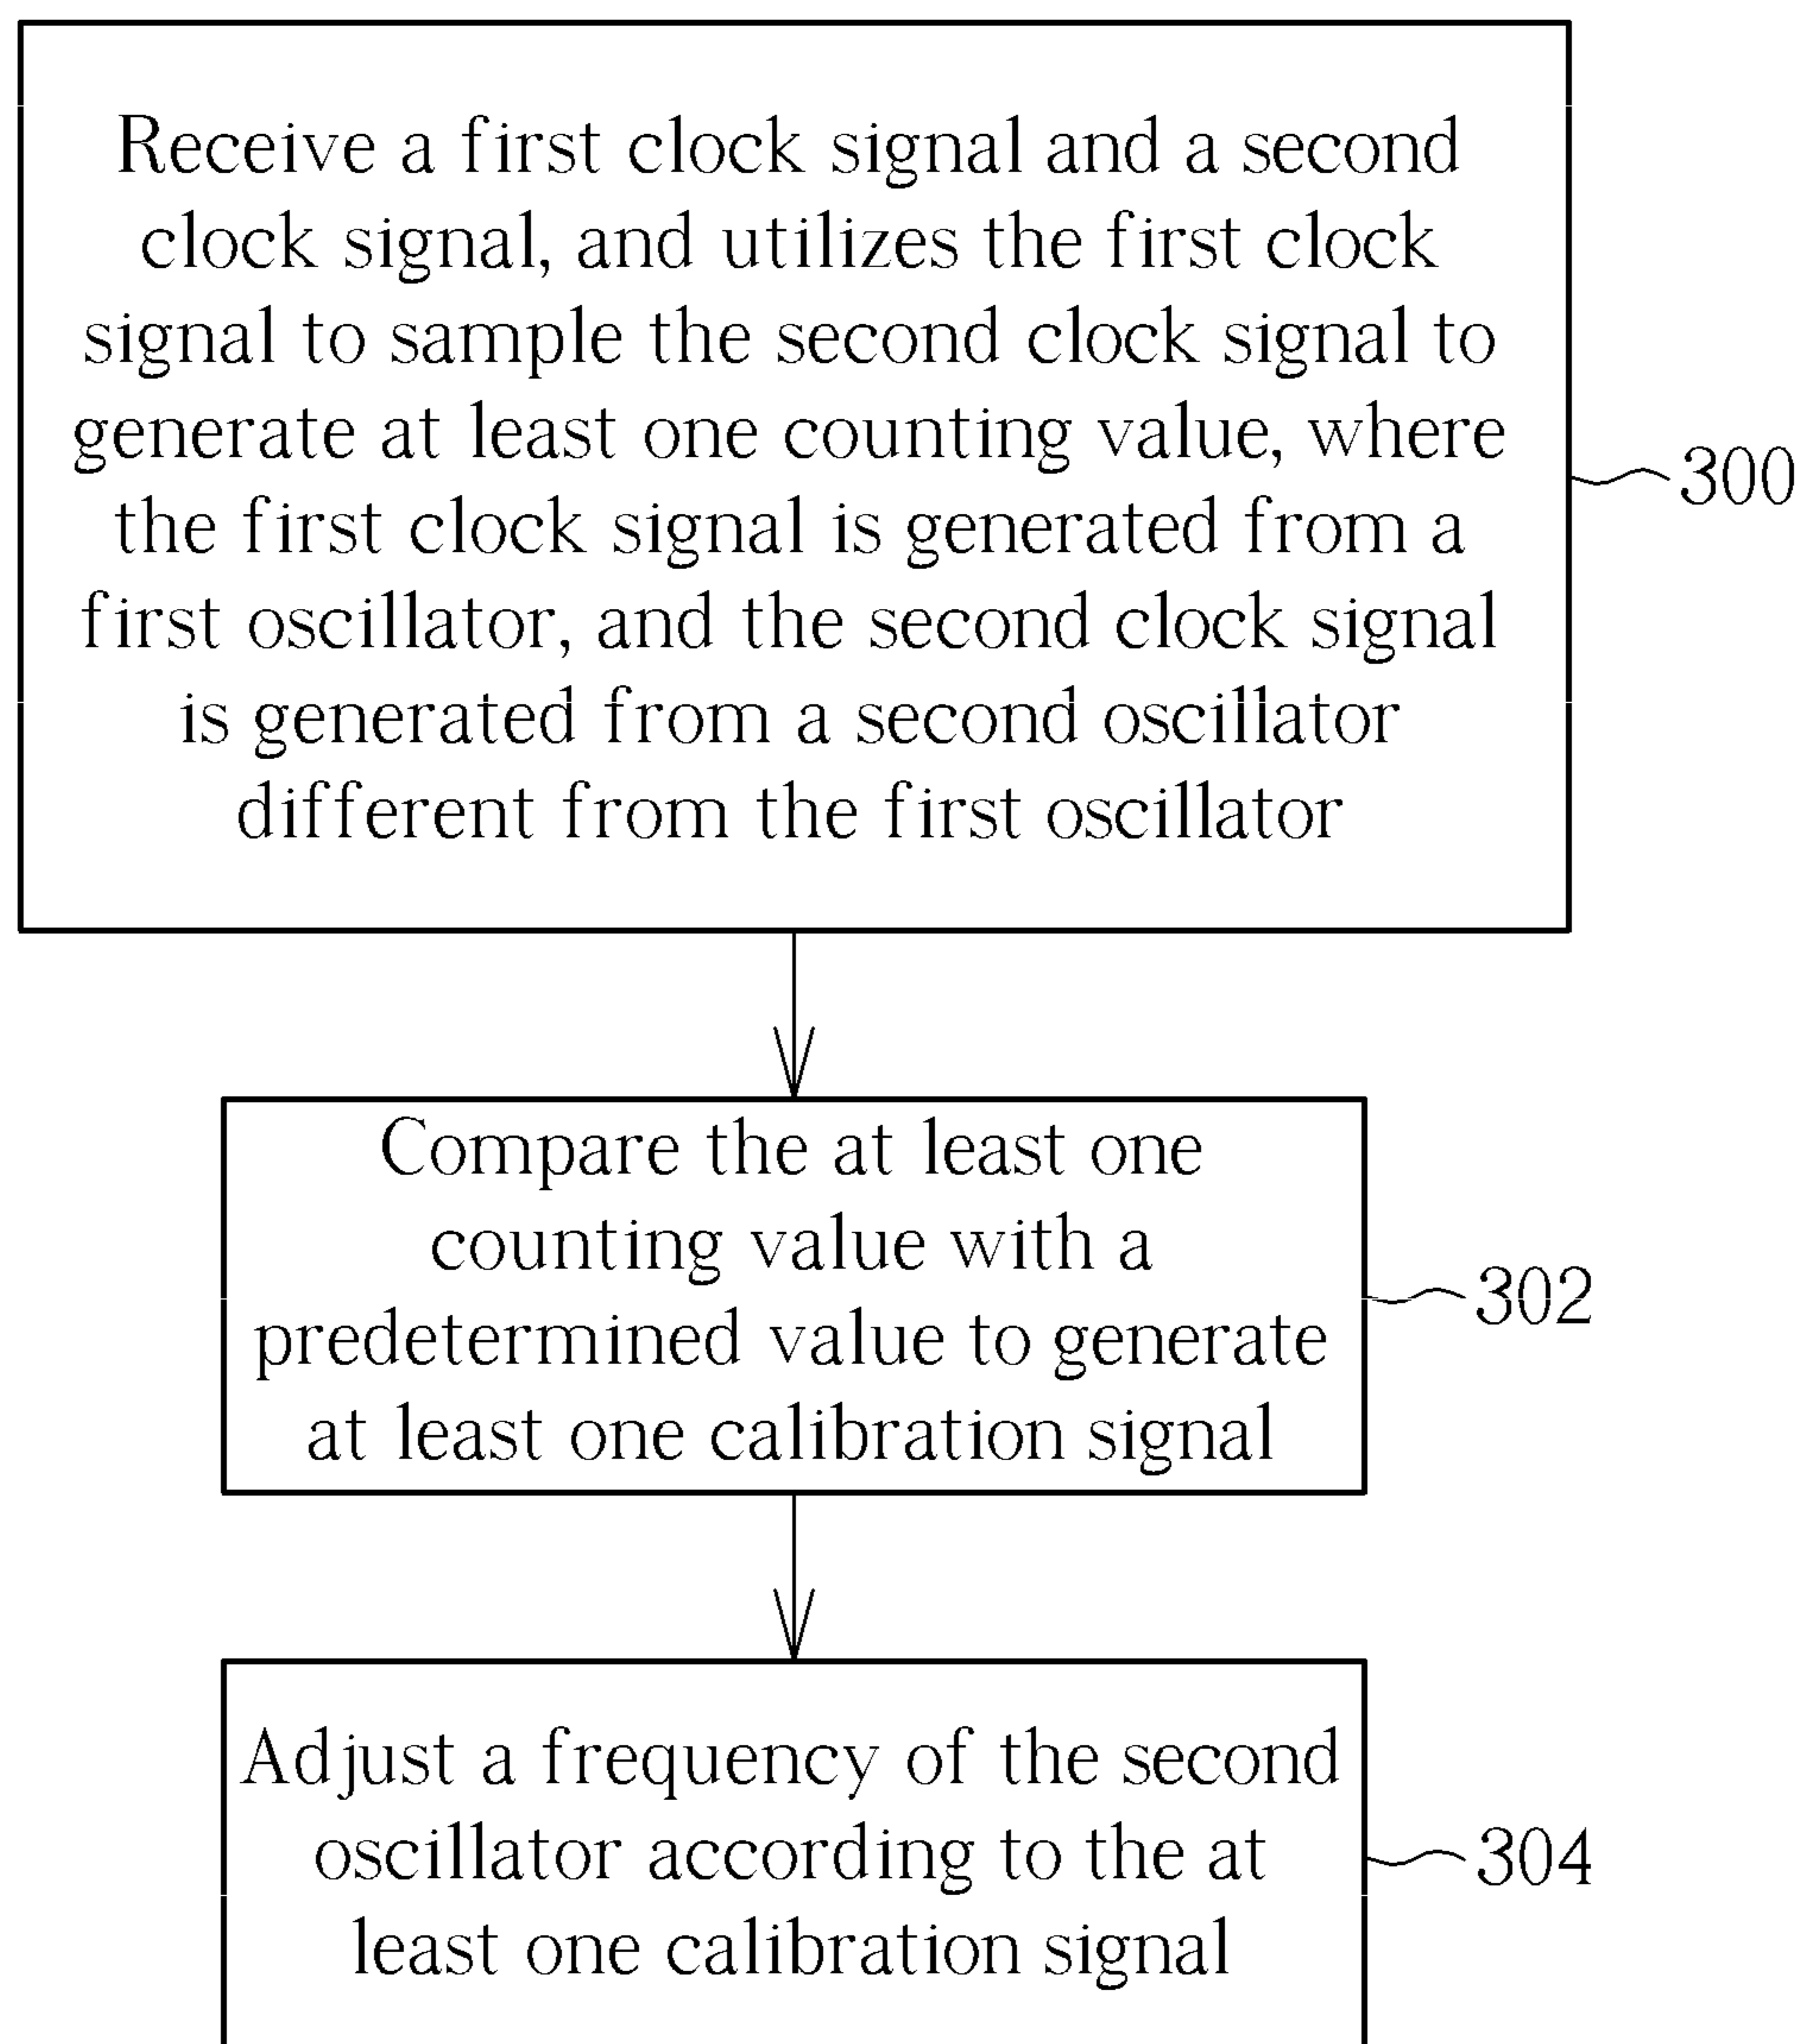 Receive a first clock signal and a second
clock signal, and utilizes the first clock
signal to sample the second clock signal to
generate at least one counting value, where
the first clock signal is generated from a
first oscillator, and the second clock signal
is generated from a second oscillator
different from the first oscillator
300
Compare the at least one
counting value with a
predetermined value to generate
at least one calibration signal
302
Adjust a frequency of the second
oscillator according to the at
least one calibration signal
304